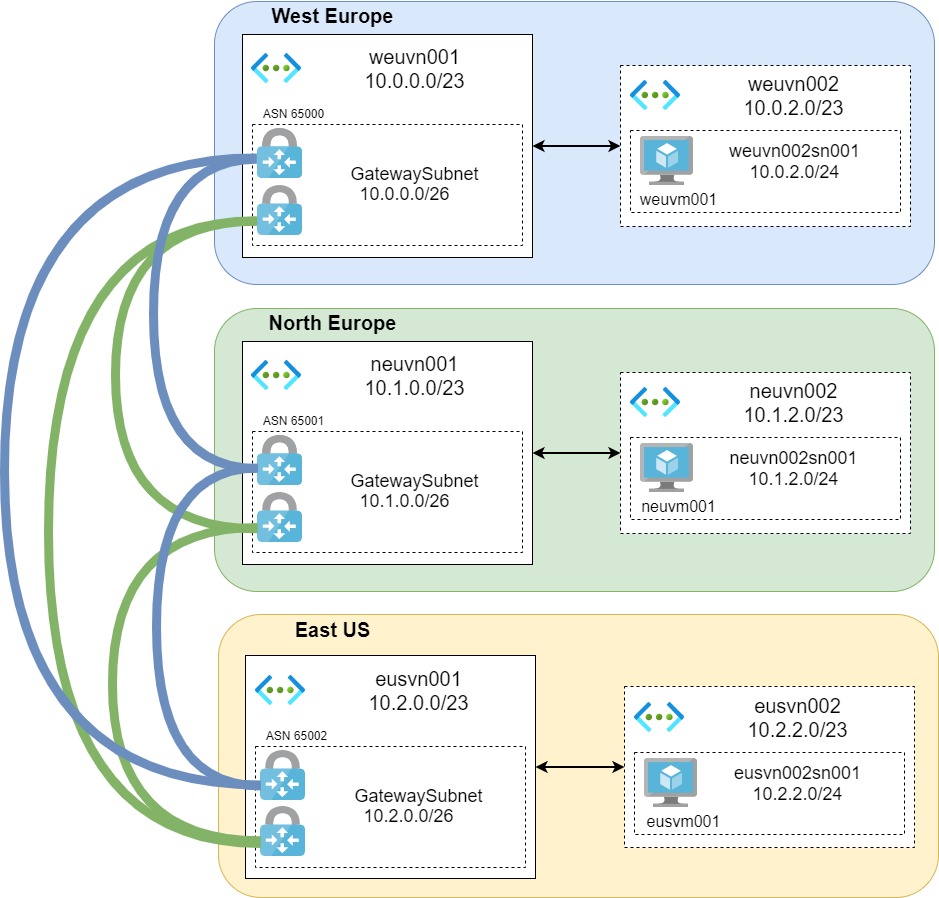 West Europe
weuvn001
10.0.0.0/23
ASN 65000
GatewaySubnet
10.0.0.0/26
weuvn002
10.0.2.0/23
weuvn002sn001
10.0.2.0/24
weuvm001
North Europe
neuvn001
10.1.0.0/23
ASN 65001
GatewaySubnet
10.1.0.0/26
neuvn002
10.1.2.0/23
neuvn002sn001
10.1.2.0/24
neuvm001
East US
eusvn001
10.2.0.0/23
ASN 65002
GatewaySubnet
10.2.0.0/26
eusvn002
10.2.2.0/23
eusvn002sn001
10.2.2.0/24
eusvm001